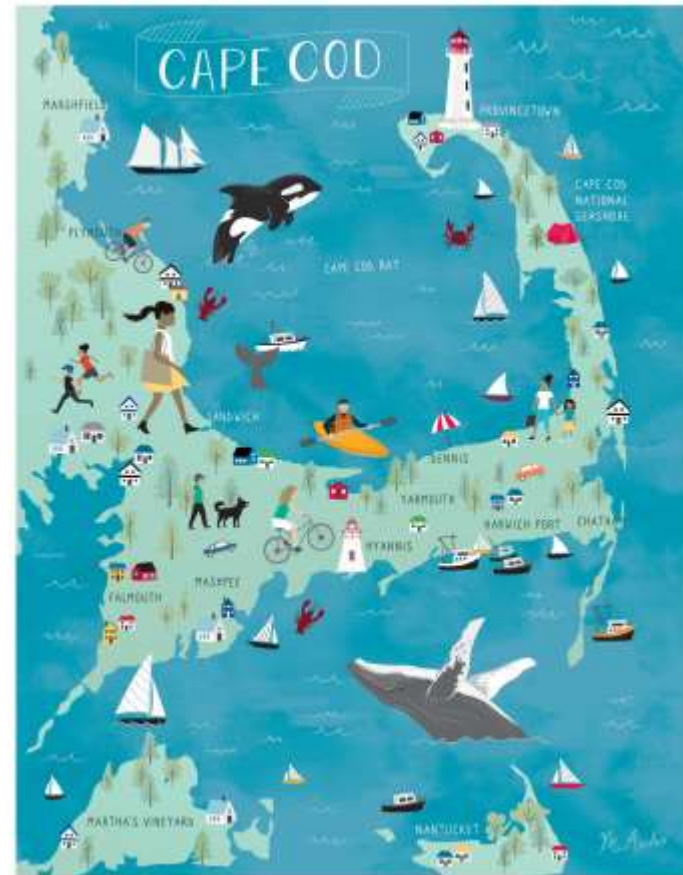 CAPE COD
MARSHFIELD
PROVINCETOWN
CAPE COD
NATIONAL
SEASHORE
PLYMOUTH
CAPE COD BAY
SANDWICH
DENNIS
YARMOUTH
HARWICH PORT
CHATHAM
HYANNIS
MASHPEE
FALMOUTH
MARTHA'S VINEYARD
NANTUCKET